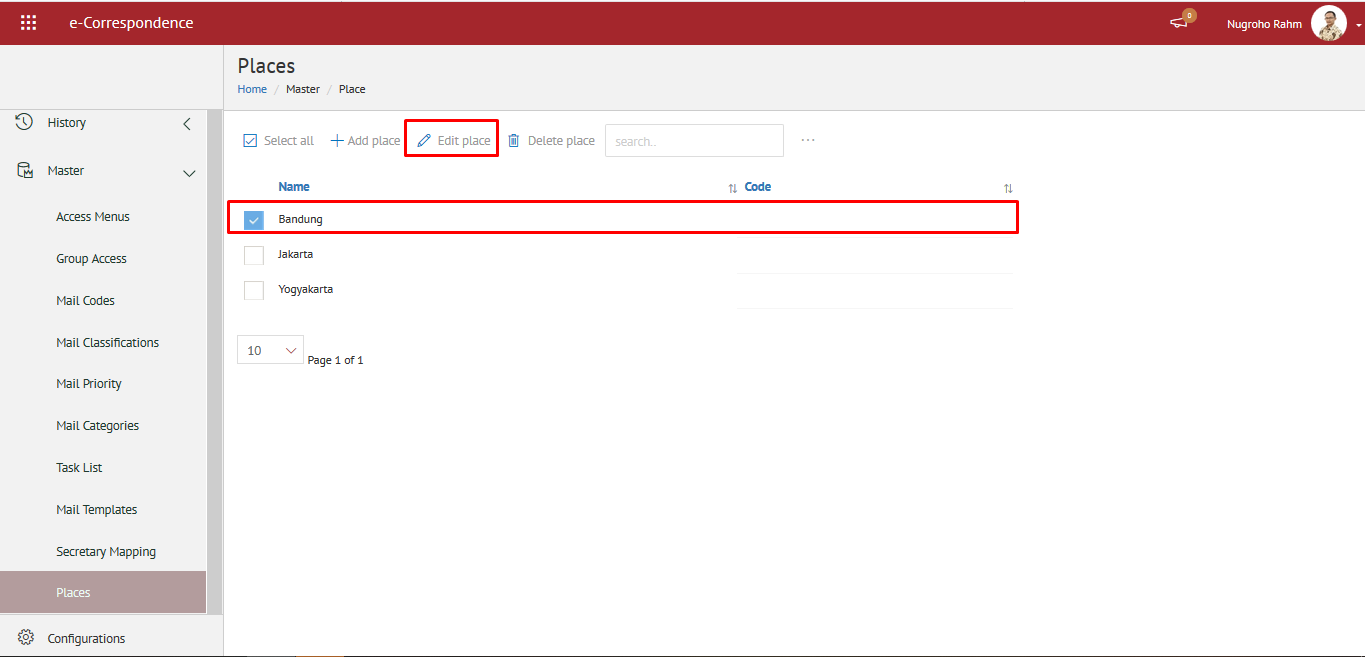 e-Correspondence
0
Nugroho Rahm
Places
Home / Master / Place
History
Master
Access Menus
Group Access
Mail Codes
Mail Classifications
Mail Priority
Mail Categories
Task List
Mail Templates
Secretary Mapping
Places
Configurations
Select all Add place Edit place Delete place search.. ...
Name Code
Bandung
Jakarta
Yogyakarta
10 Page 1 of 1